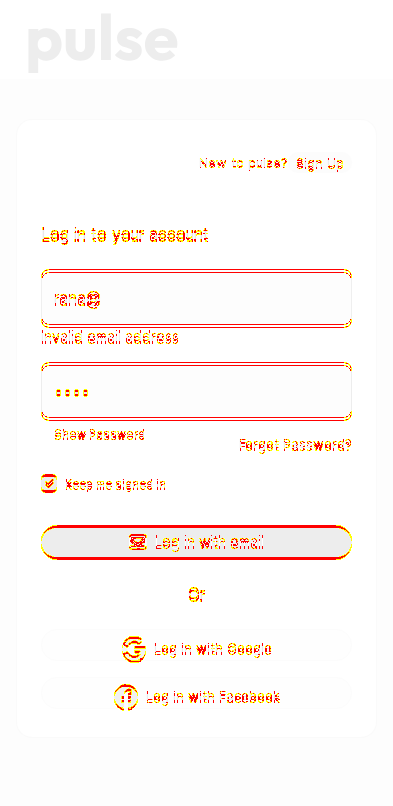 pulse
New to pulse? Sign Up
Log in to your account
rana@
Invalid email address
Show Password
Forgot Password?
Keep me signed in
Log in with email
Or
Log in with Google
Log in with Facebook